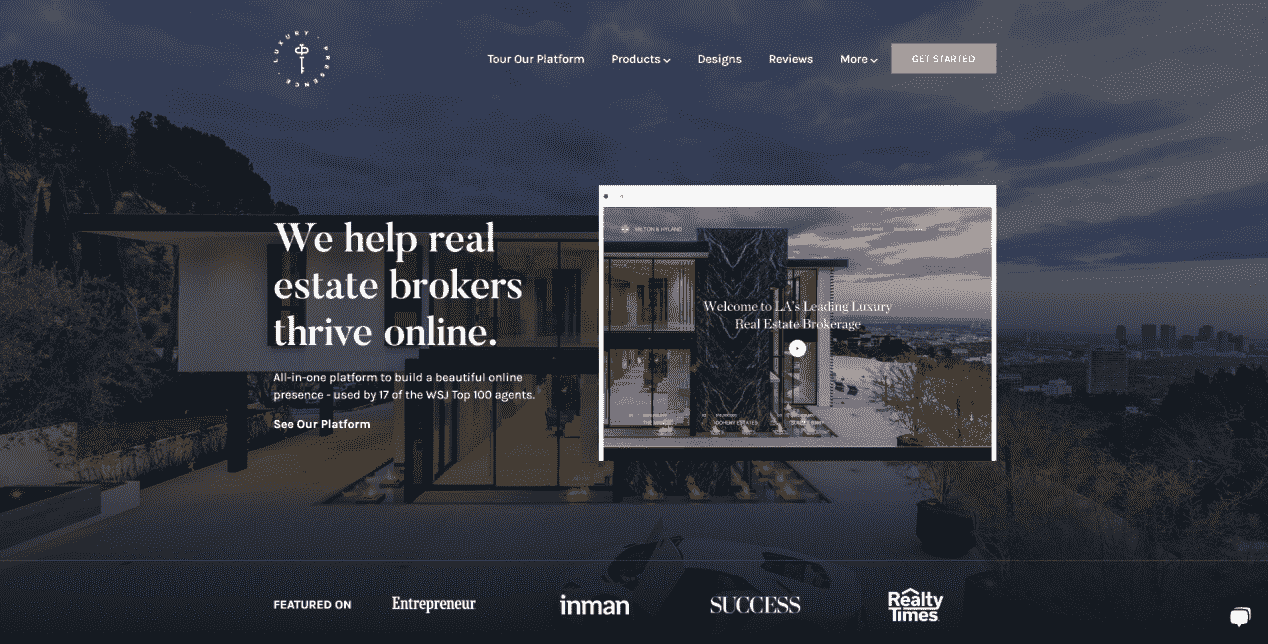 LUXURY · PRESENCE ·
Tour Our Platform
Products
Designs
Reviews
More
GET STARTED
We help real
estate brokers
thrive online.
All-in-one platform to build a beautiful online
presence - used by 17 of the WSJ Top 100 agents.
See Our Platform
HILTON & HYLAND
Welcome to LA's Leading Luxury
Real Estate Brokerage
DOHENY ESTATES
FEATURED ON
Entrepreneur
inman
SUCCESS
Realty
Times